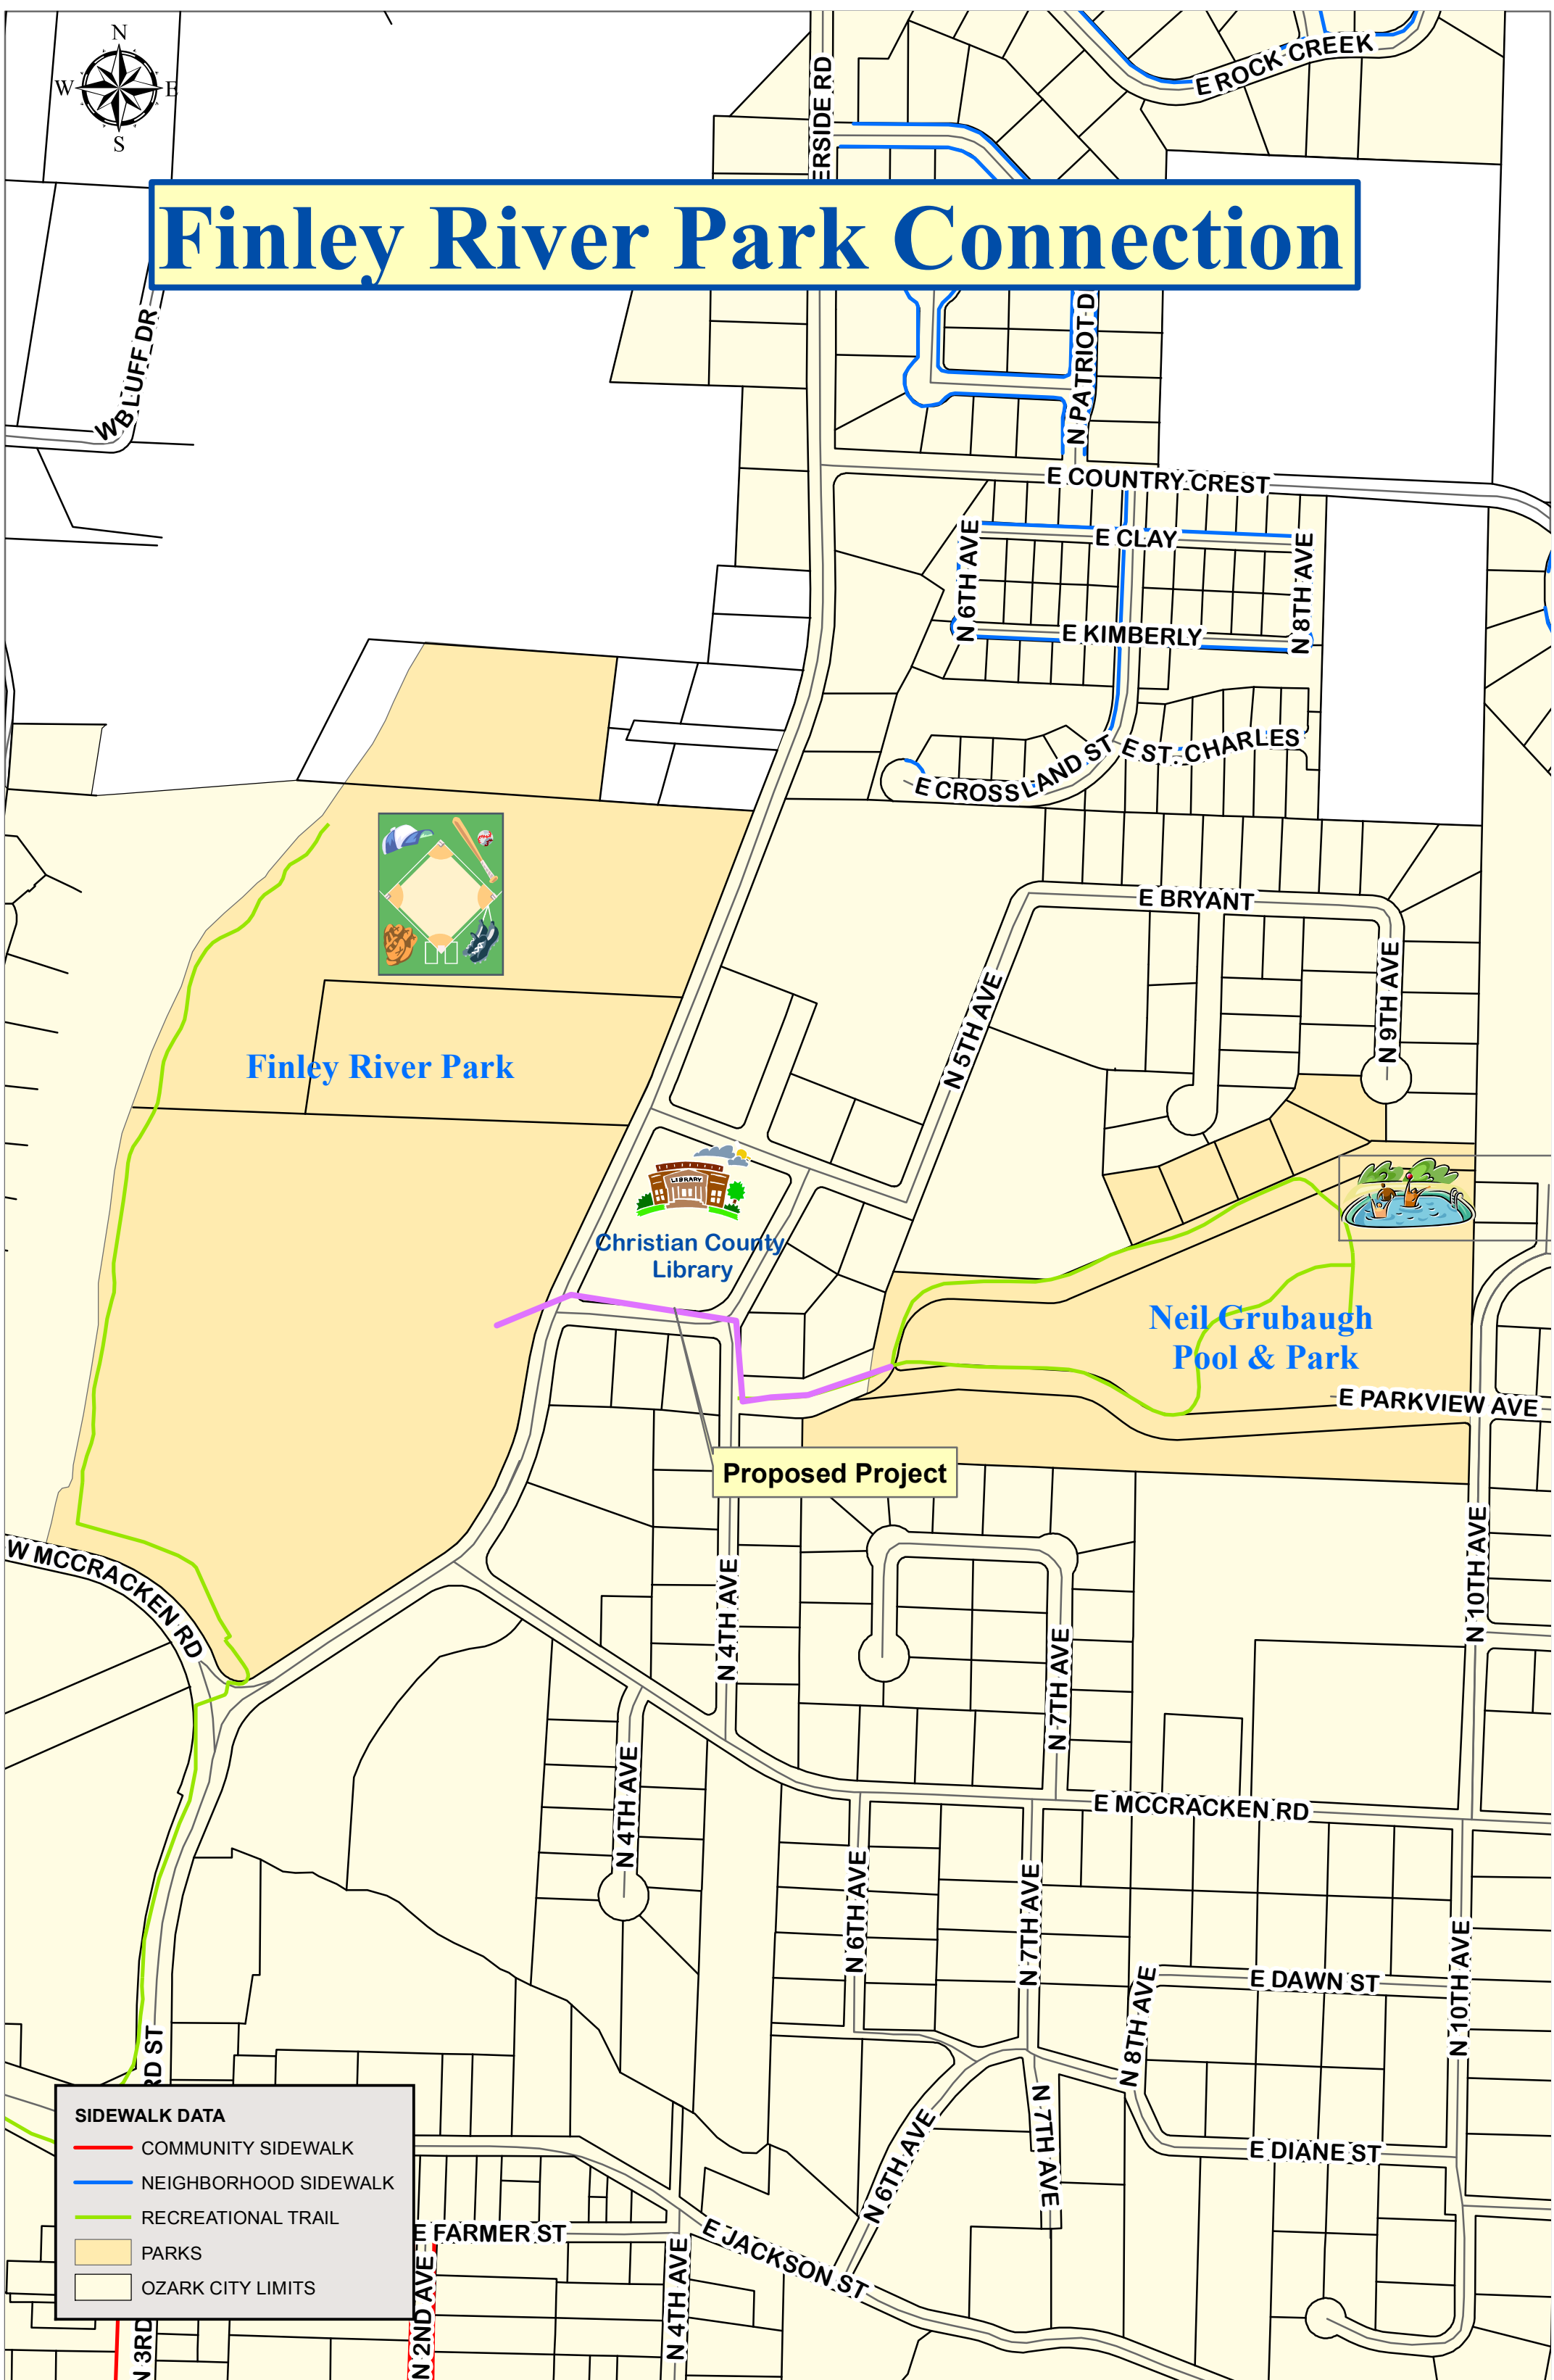 N
W E
S
ERSIDE RD
E ROCK CREEK
Finley River Park Connection
W BLUFF DR
N PATRIOT D
E COUNTRY CREST
N 6TH AVE
E CLAY
N 8TH AVE
E KIMBERLY
E CROSSLAND ST
E ST. CHARLES
E BRYANT
N 5TH AVE
N 9TH AVE
Finley River Park
LIBRARY
Christian County
Library
Neil Grubaugh
Pool & Park
E PARKVIEW AVE
Proposed Project
W MCCRACKEN RD
N 4TH AVE
N 7TH AVE
N 10TH AVE
N 4TH AVE
E MCCRACKEN RD
N 6TH AVE
N 7TH AVE
N 8TH AVE
E DAWN ST
N 10TH AVE
RD ST
N 6TH AVE
N 7TH AVE
E DIANE ST
SIDEWALK DATA
COMMUNITY SIDEWALK
NEIGHBORHOOD SIDEWALK
RECREATIONAL TRAIL
PARKS
OZARK CITY LIMITS
E FARMER ST
E JACKSON ST
N 3RD
N 2ND AVE
N 4TH AVE